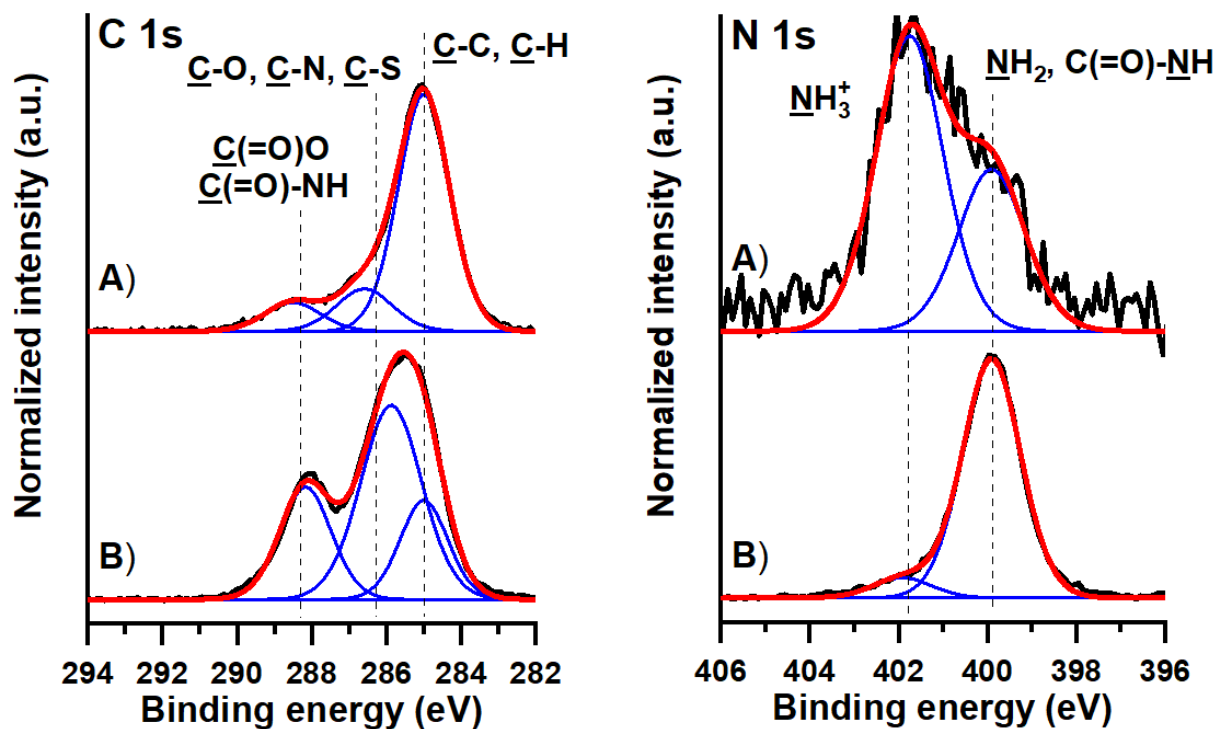 C 1s
C-C, C-H
C-O, C-N, C-S
C(=O)O
C(=O)-NH
A)
B)
Normalized intensity (a.u.)
294 292 290 288 286 284 282
Binding energy (eV)
N 1s
NH2, C(=O)-NH
NH3+
A)
B)
Normalized intensity (a.u.)
406 404 402 400 398 396
Binding energy (eV)